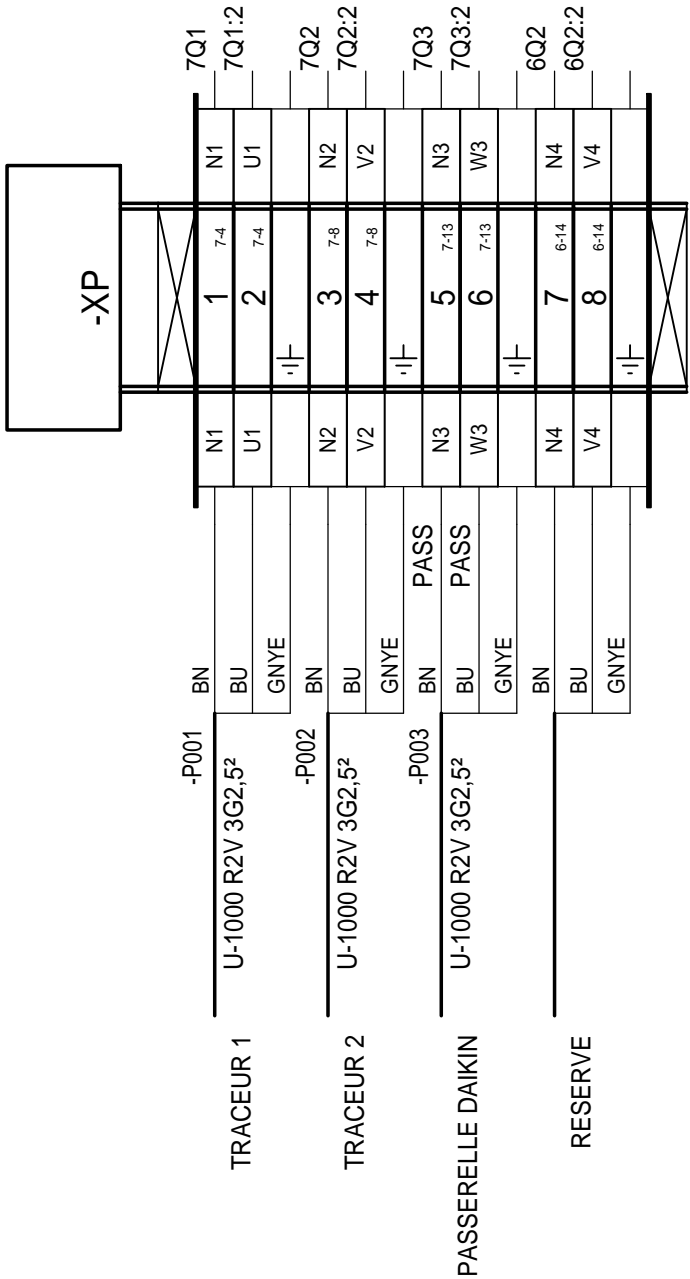 -XP
7Q1
7Q1:2
7Q2
7Q2:2
7Q3
7Q3:2
6Q2
6Q2:2
N1
U1
N2
V2
N3
W3
N4
V4
7-4
7-4
7-8
7-8
7-13
7-13
6-14
6-14
1
2
3
4
5
6
7
8
N1
U1
N2
V2
N3
W3
N4
V4
PASS
PASS
BN
BU
GNYE
BN
BU
GNYE
BN
BU
GNYE
BN
BU
GNYE
-P001
U-1000 R2V 3G2,5²
-P002
U-1000 R2V 3G2,5²
-P003
U-1000 R2V 3G2,5²
TRACEUR 1
TRACEUR 2
PASSERELLE DAIKIN
RESERVE